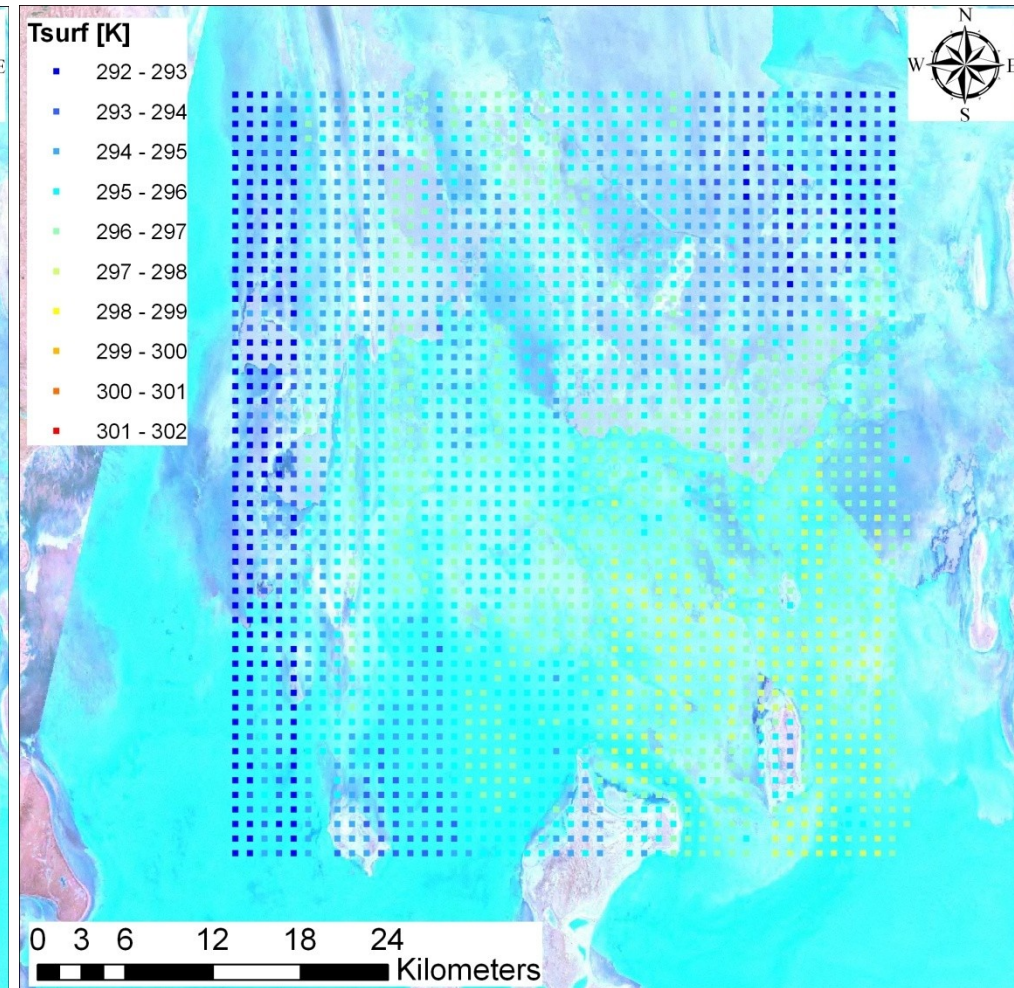 E
Tsurf [K]
292 - 293
293 - 294
294 - 295
295 - 296
296 - 297
297 - 298
298 - 299
299 - 300
300 - 301
301 - 302
N
W E
S
0 3 6 12 18 24
Kilometers